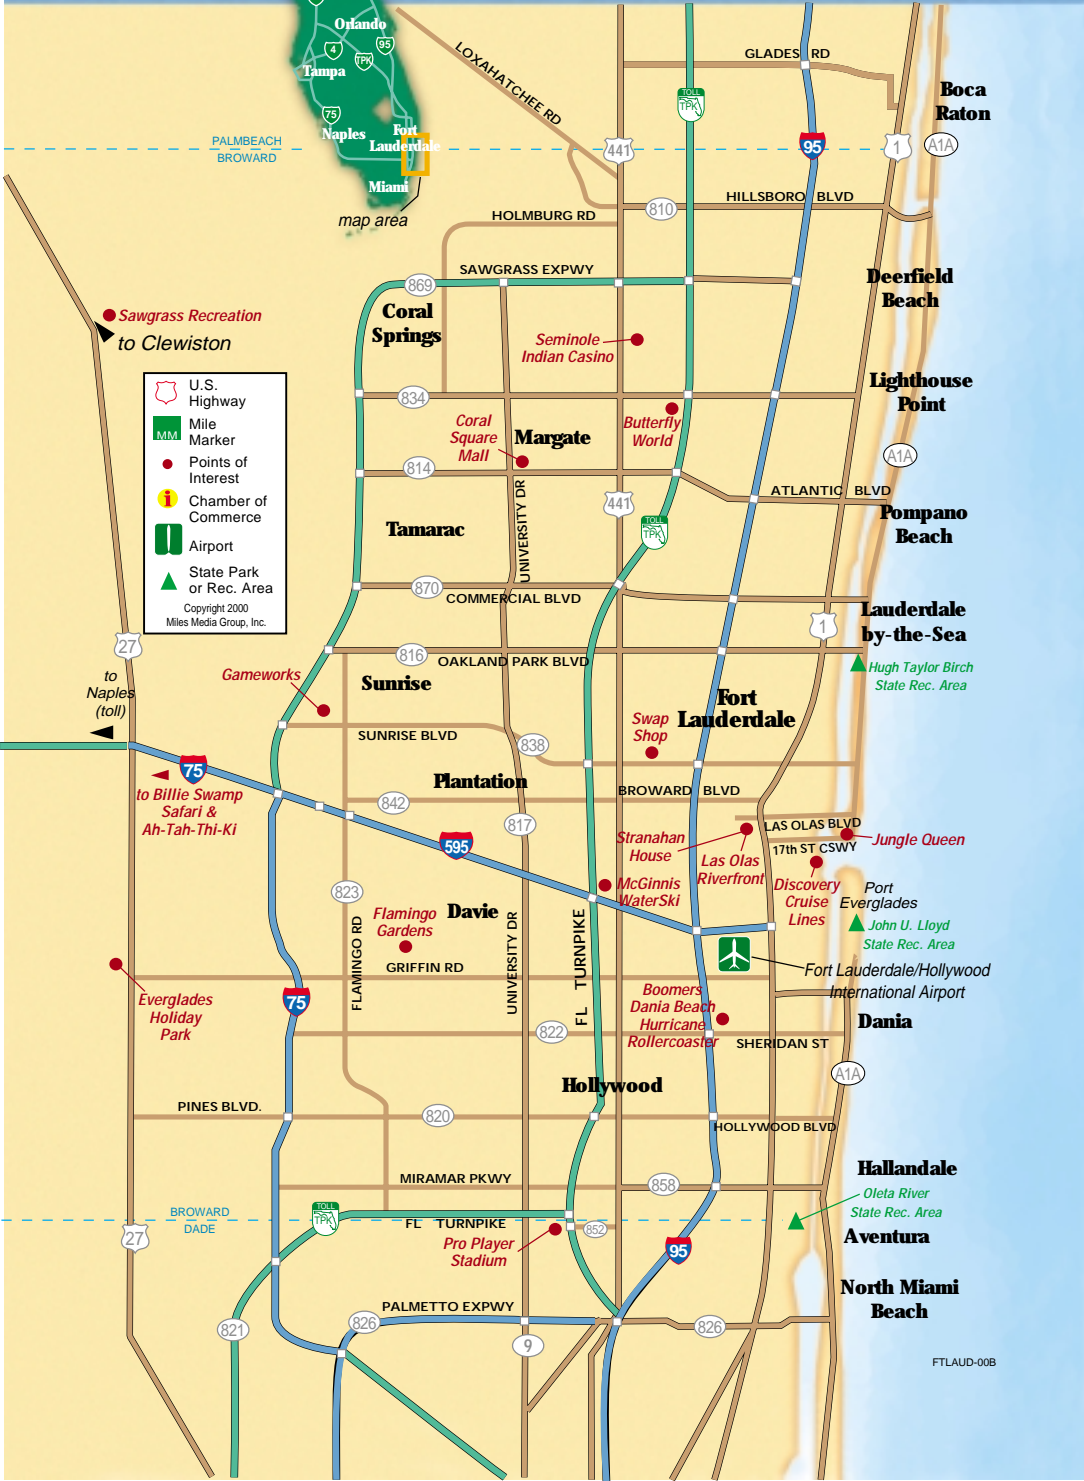 Orlando
4
95
TPK
Tampa
75
Naples
Fort
Lauderdale
Miami
map area
LOXAHATCHEE RD
GLADES RD
TOLL
TPK
Boca
Raton
PALMBEACH
BROWARD
441
95
1
A1A
HILLSBORO BLVD
810
HOLMBURG RD
SAWGRASS EXPWY
869
Deerfield
Beach
Coral
Springs
Sawgrass Recreation
to Clewiston
Seminole
Indian Casino
Lighthouse
Point
834
U.S.
Highway
MM
Mile
Marker
Points of
Interest
i
Chamber of
Commerce
Airport
State Park
or Rec. Area
Copyright 2000
Miles Media Group, Inc.
Coral
Square
Mall
Margate
Butterfly
World
A1A
814
441
ATLANTIC BLVD
Pompano
Beach
UNIVERSITY DR
Tamarac
TOLL
TPK
870
COMMERCIAL BLVD
Lauderdale
by-the-Sea
1
27
816
OAKLAND PARK BLVD
Hugh Taylor Birch
State Rec. Area
to
Naples
(toll)
Gameworks
Sunrise
Fort
Lauderdale
Swap
Shop
SUNRISE BLVD
838
75
Plantation
to Billie Swamp
Safari &
Ah-Tah-Thi-Ki
842
BROWARD BLVD
817
LAS OLAS BLVD
Stranahan
House
Jungle Queen
17th ST CSWY
595
Las Olas
Riverfront
McGinnis
WaterSki
Discovery
Cruise
Lines
Port
Everglades
823
Flamingo
Gardens
Davie
John U. Lloyd
State Rec. Area
FLAMINGO RD
UNIVERSITY DR
FL TURNPIKE
GRIFFIN RD
Fort Lauderdale/Hollywood
International Airport
Everglades
Holiday
Park
75
Boomers
Dania Beach
Hurricane
Rollercoaster
Dania
822
SHERIDAN ST
A1A
Hollywood
PINES BLVD.
820
HOLLYWOOD BLVD
Hallandale
MIRAMAR PKWY
858
Oleta River
State Rec. Area
BROWARD
DADE
TOLL
TPK
FL TURNPIKE
852
Aventura
27
Pro Player
Stadium
95
North Miami
Beach
PALMETTO EXPWY
821
826
826
9
FTLAUD-00B